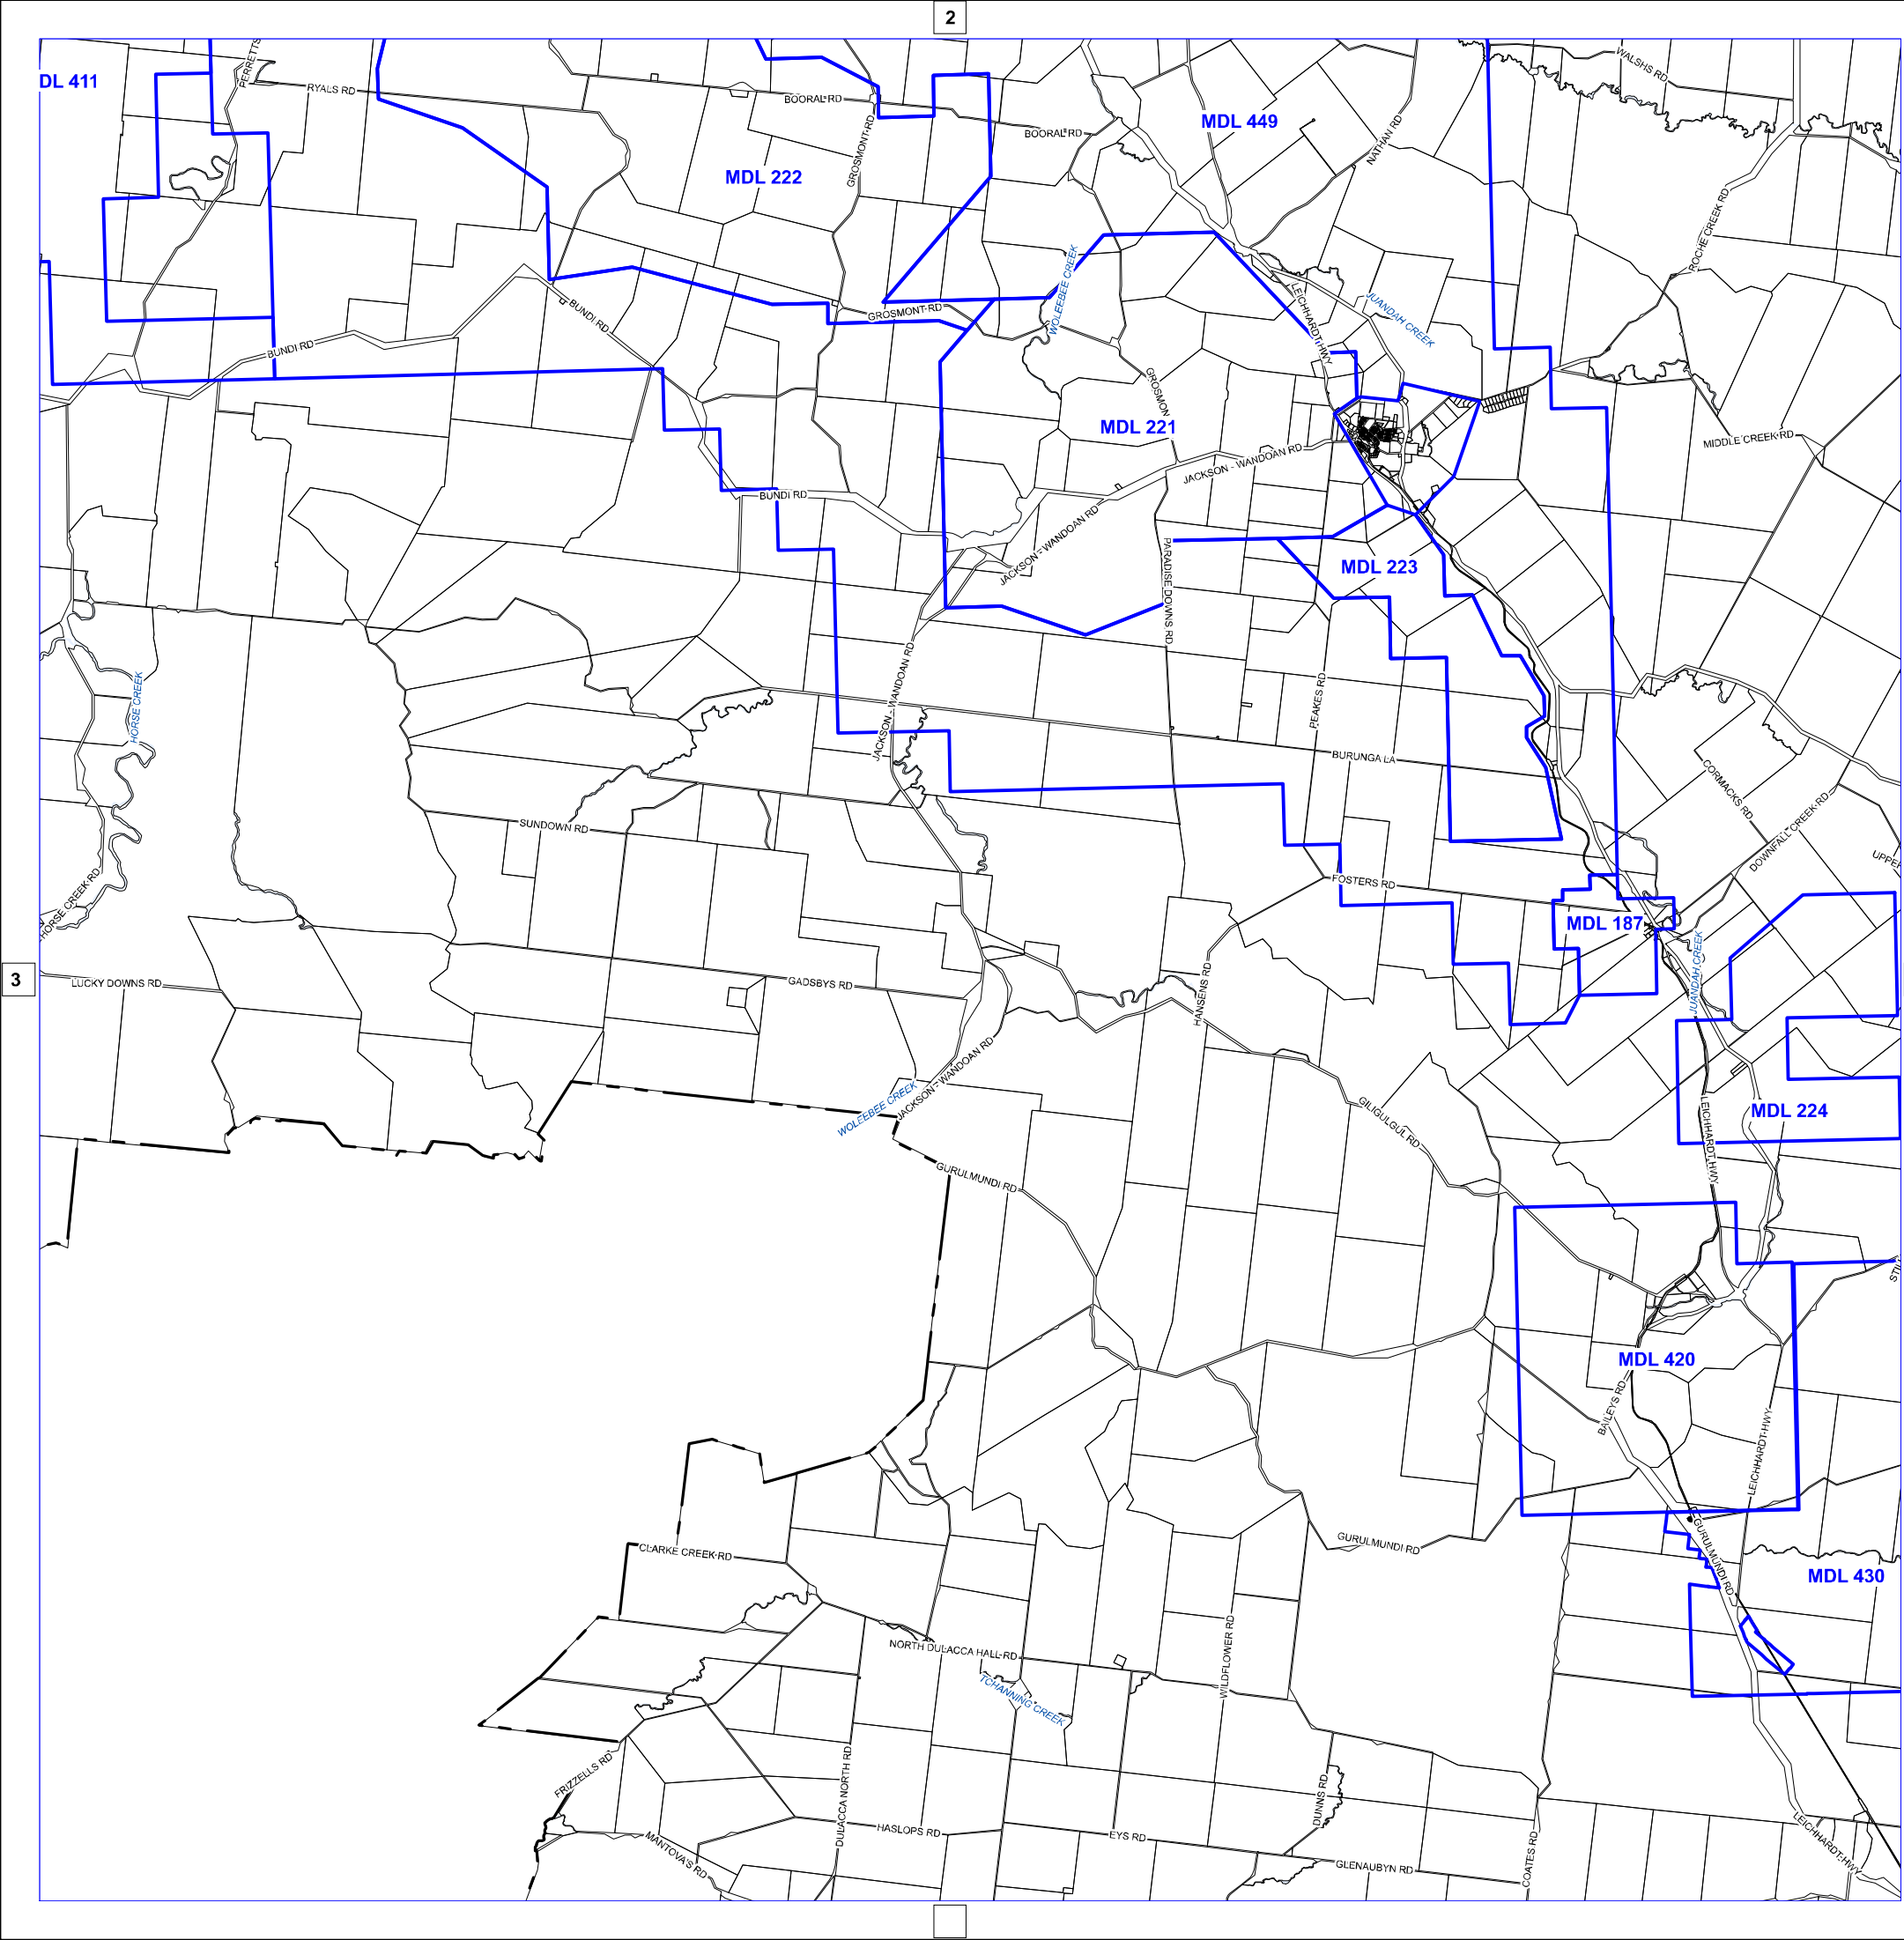 2
PERRETTS
WALSHS RD
DL 411
RYALS RD
BOORAL RD
BOORAL RD
MDL 449
NATHAN RD
GROSMONT RD
MDL 222
ROCHE CREEK RD
WOLEEBEE CREEK
LEICHHARDT HWY
JUANDAH CREEK
BUNDI RD
GROSMONT RD
BUNDI RD
GROSMON
MDL 221
MIDDLE CREEK RD
JACKSON - WANDOAN RD
BUNDI RD
JACKSON - WANDOAN RD
PARADISE DOWNS RD
MDL 223
HORSE CREEK
JACKSON - WANDOAN RD
PEAKES RD
BURUNGA LA
CORMACKS RD
SUNDOWN RD
DOWNFALL CREEK RD
UPPE
FOSTERS RD
HORSE CREEK RD
MDL 187
3
LUCKY DOWNS RD
GADSBYS RD
HANSENS RD
JUANDAH CREEK
JACKSON - WANDOAN RD
WOLEEBEE CREEK
GILIGULGUL RD
LEICHHARDT HWY
MDL 224
GURULMUNDI RD
STIL
MDL 420
BAILEYS RD
LEICHHARDT HWY
GURULMUNDI RD
GURULMUNDI RD
CLARKE CREEK RD
MDL 430
NORTH DULACCA HALL RD
WILDFLOWER RD
TCHANNING CREEK
FRIZZELLS RD
DULACCA NORTH RD
DUNNS RD
HASLOPS RD
EYS RD
MANTOVA'S RD
GLENAUBYN RD
COATES RD
LEICHHARDT HWY